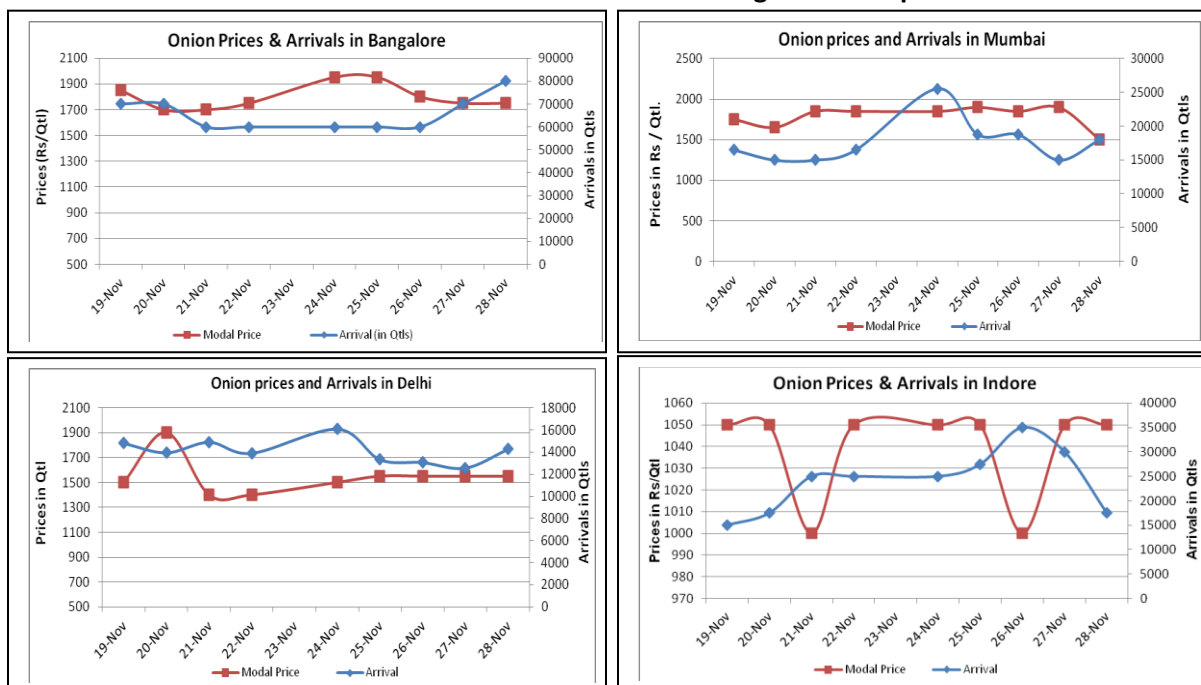 Onion Prices & Arrivals in Bangalore
Prices (Rs/Qtl)
2100
1900
1700
1500
1300
1100
900
700
500
90000
80000
70000
60000
50000
40000
30000
20000
10000
0
Arrivals in Qtls
19-Nov
20-Nov
21-Nov
22-Nov
23-Nov
24-Nov
25-Nov
26-Nov
27-Nov
28-Nov
Modal Price
Arrival (in Qtls)
Onion prices and Arrivals in Mumbai
Prices in Rs / Qtl.
2500
2000
1500
1000
500
0
30000
25000
20000
15000
10000
5000
0
Arrivals in Qtls
19-Nov
20-Nov
21-Nov
22-Nov
23-Nov
24-Nov
25-Nov
26-Nov
27-Nov
28-Nov
Modal Price
Arrival
Onion prices and Arrivals in Delhi
Prices in Qtl
2100
1900
1700
1500
1300
1100
900
700
500
18000
16000
14000
12000
10000
8000
6000
4000
2000
0
Arrivals in Qtls
19-Nov
20-Nov
21-Nov
22-Nov
23-Nov
24-Nov
25-Nov
26-Nov
27-Nov
28-Nov
Modal Price
Arrival
Onion Prices & Arrivals in Indore
Prices in Rs/Qtl
1060
1050
1040
1030
1020
1010
1000
990
980
970
40000
35000
30000
25000
20000
15000
10000
5000
0
Arrivals in Qtls
19-Nov
20-Nov
21-Nov
22-Nov
23-Nov
24-Nov
25-Nov
26-Nov
27-Nov
28-Nov
Modal Price
Arrival